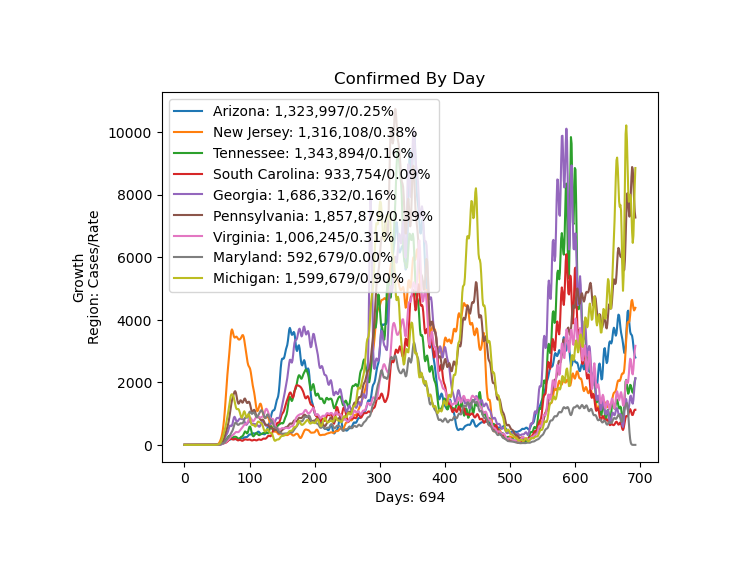 Confirmed By Day
Arizona: 1,323,997/0.25%
New Jersey: 1,316,108/0.38%
Tennessee: 1,343,894/0.16%
South Carolina: 933,754/0.09%
Georgia: 1,686,332/0.16%
Pennsylvania: 1,857,879/0.39%
Virginia: 1,006,245/0.31%
Maryland: 592,679/0.00%
Michigan: 1,599,679/0.90%
10000
8000
6000
4000
2000
0
Growth
Region: Cases/Rate
0 100 200 300 400 500 600 700
Days: 694